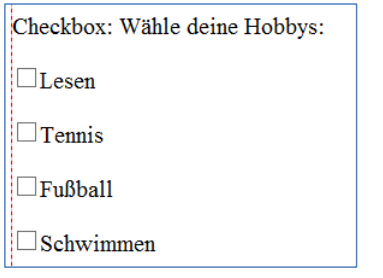 Checkbox: Wähle deine Hobbys:
Lesen
Tennis
Fußball
Schwimmen